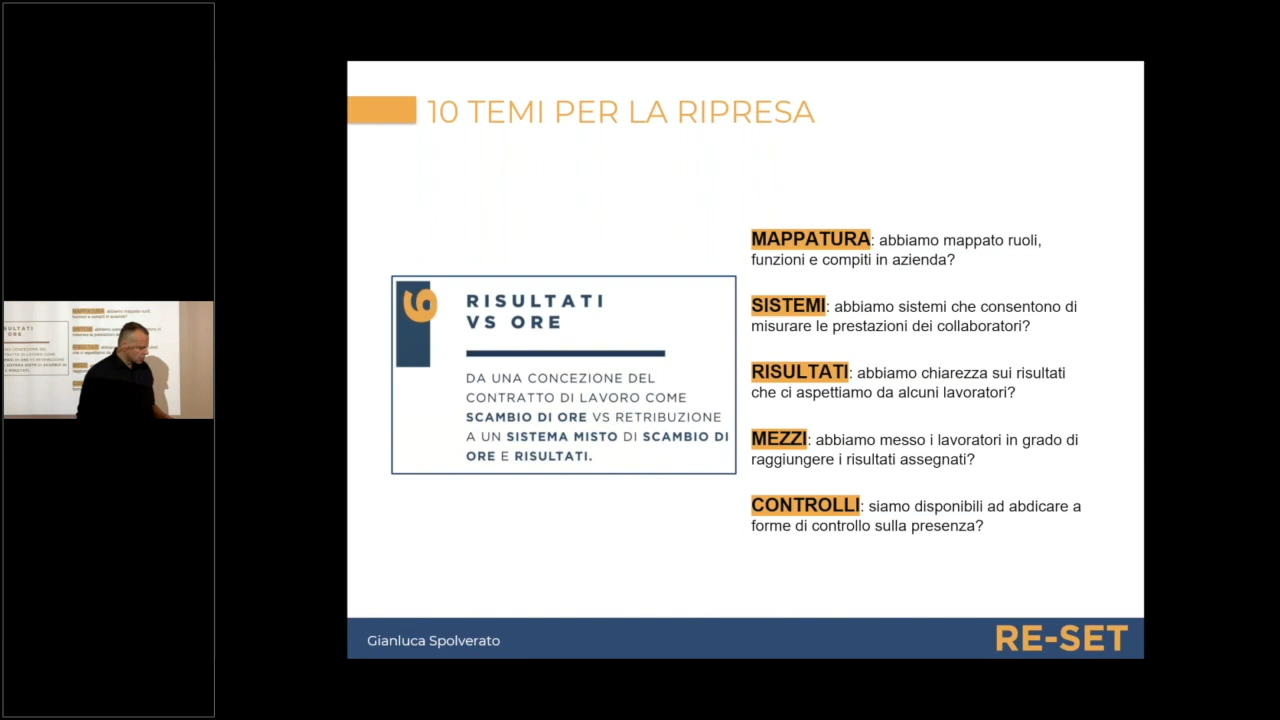 10 TEMI PER LA RIPRESA
6
RISULTATI
VS ORE
DA UNA CONCEZIONE DEL
CONTRATTO DI LAVORO COME
SCAMBIO DI ORE VS RETRIBUZIONE
A UN SISTEMA MISTO DI SCAMBIO DI
ORE E RISULTATI.
MAPPATURA: abbiamo mappato ruoli,
funzioni e compiti in azienda?
SISTEMI: abbiamo sistemi che consentono di
misurare le prestazioni dei collaboratori?
RISULTATI: abbiamo chiarezza sui risultati
che ci aspettiamo da alcuni lavoratori?
MEZZI: abbiamo messo i lavoratori in grado di
raggiungere i risultati assegnati?
CONTROLLI: siamo disponibili ad abdicare a
forme di controllo sulla presenza?
Gianluca Spolverato
RE-SET